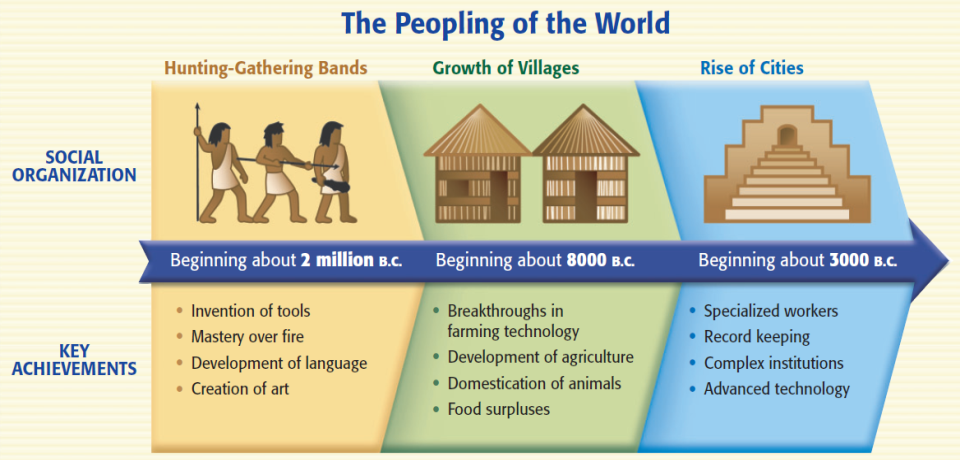 The Peopling of the World
Hunting-Gathering Bands
Growth of Villages
Rise of Cities
SOCIAL
ORGANIZATION
Beginning about 2 million B.C.
Beginning about 8000 B.C.
Beginning about 3000 B.C.
KEY
ACHIEVEMENTS
• Invention of tools
• Mastery over fire
• Development of language
• Creation of art
• Breakthroughs in
farming technology
• Development of agriculture
• Domestication of animals
• Food surpluses
• Specialized workers
• Record keeping
• Complex institutions
• Advanced technology